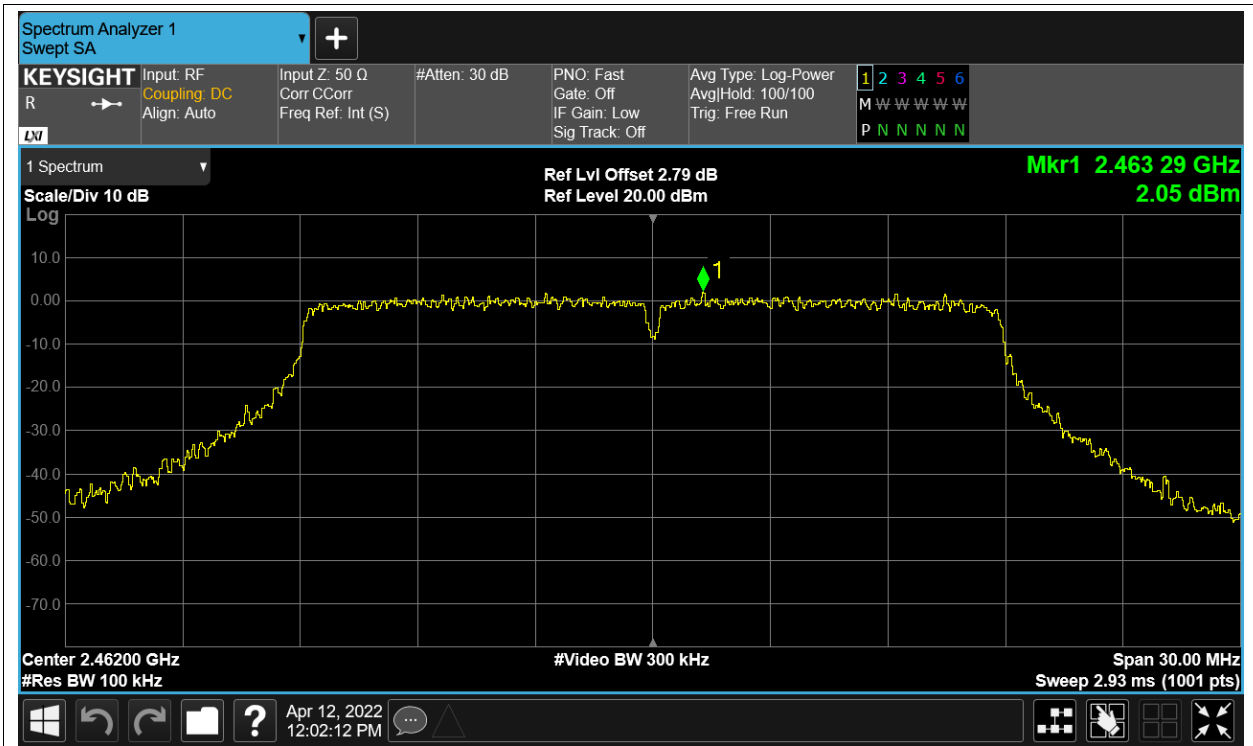 Spectrum Analyzer 1
Swept SA
KEYSIGHT
R
LXI
Input: RF
Coupling: DC
Align: Auto
Input Z: 50 Ω
Corr CCorr
Freq Ref: Int (S)
#Atten: 30 dB
PNO: Fast
Gate: Off
IF Gain: Low
Sig Track: Off
Avg Type: Log-Power
Avg|Hold: 100/100
Trig: Free Run
1 2 3 4 5 6
M W W W W W W
P N N N N N
1 Spectrum
Scale/Div 10 dB
Log
Ref Lvl Offset 2.79 dB
Ref Level 20.00 dBm
Mkr1 2.463 29 GHz
2.05 dBm
1
10.0
0.00
-10.0
-20.0
-30.0
-40.0
-50.0
-60.0
-70.0
Center 2.46200 GHz
#Res BW 100 kHz
#Video BW 300 kHz
Span 30.00 MHz
Sweep 2.93 ms (1001 pts)
?
Apr 12, 2022
12:02:12 PM